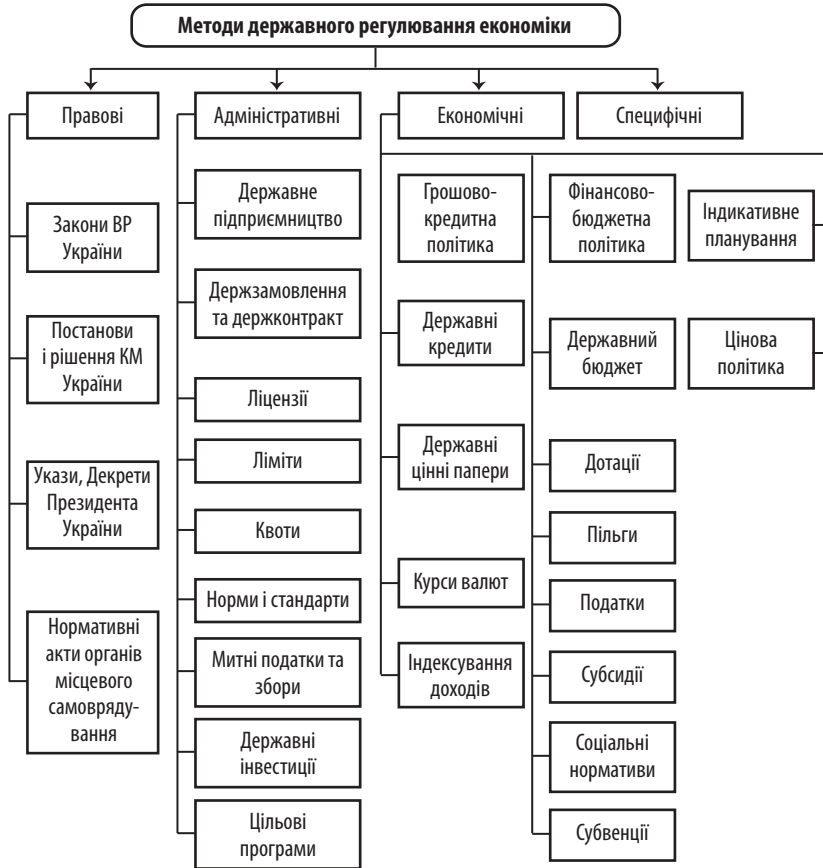 Методи державного регулювання економіки
Правові
Адміністративні
Економічні
Специфічні
Закони ВР
України
Постанови
і рішення КМ
України
Укази, Декрети
Президента
України
Нормативні
акти органів
місцевого
самовряду-
вання
Державне
підприємництво
Держзамовлення
та держконтракт
Ліцензії
Ліміти
Квоти
Норми і стандарти
Митні податки та
збори
Державні
інвестиції
Цільові
програми
Грошово-
кредитна
політика
Державні
кредити
Державні
цінні папери
Курси валют
Індексування
доходів
Фінансово-
бюджетна
політика
Державний
бюджет
Дотації
Пільги
Податки
Субсидії
Соціальні
нормативи
Субвенції
Індикативне
планування
Цінова
політика